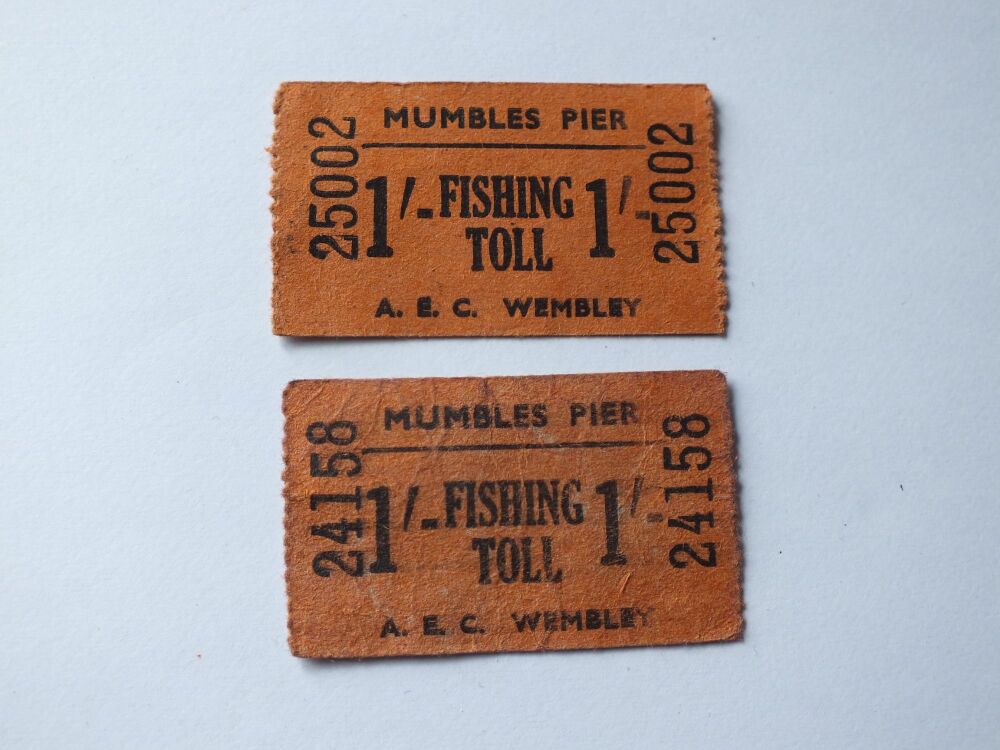 MUMBLES PIER
25002
1/- FISHING 1/-
TOLL
25002
A. E. C. WEMBLEY
MUMBLES PIER
24158
1/- FISHING 1/-
TOLL
24158
A. E. C. WEMBLEY